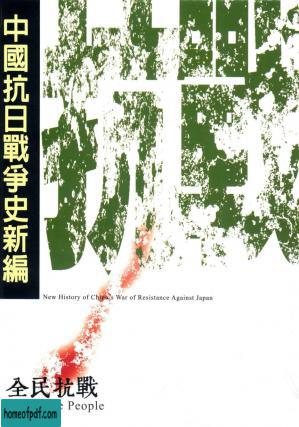 中國抗日戰爭史新編
抗戰
New History of China's War of Resistance Against Japan
全民抗戰
People
homeofpdf.com